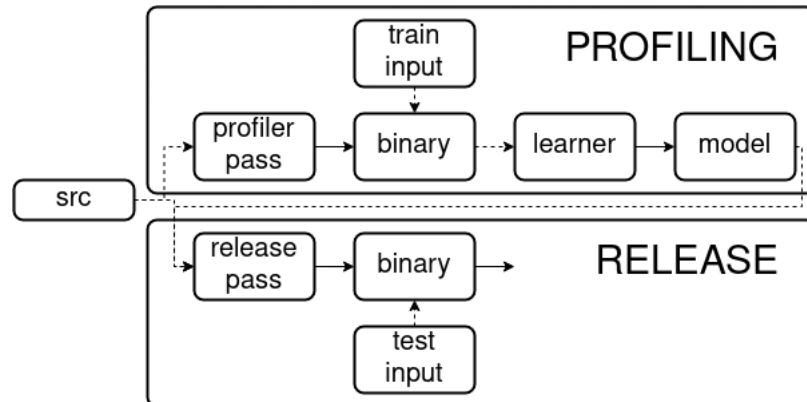 train
input
PROFILING
profiler
pass
binary
learner
model
src
release
pass
binary
RELEASE
test
input